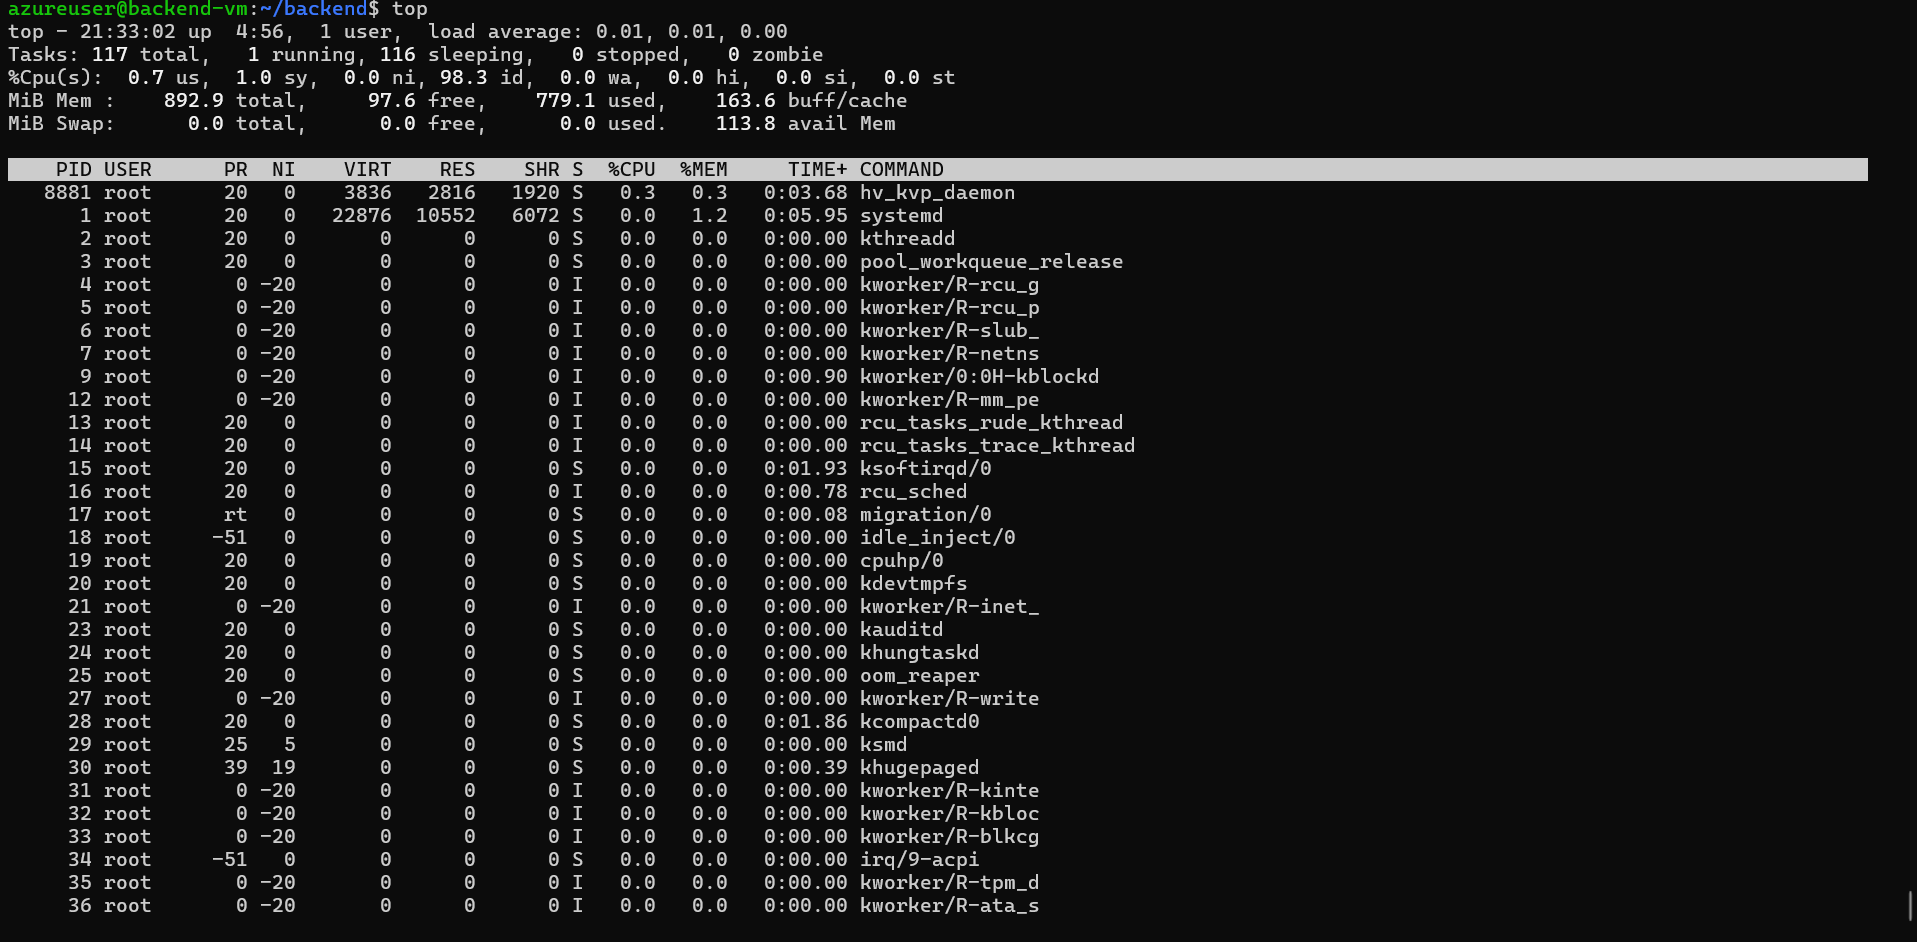 azureuser@backend-vm:~/backend$ top
top - 21:33:02 up  4:56,  1 user,  load average: 0.01, 0.01, 0.00
Tasks: 117 total,   1 running, 116 sleeping,   0 stopped,   0 zombie
%Cpu(s):  0.7 us,  1.0 sy,  0.0 ni, 98.3 id,  0.0 wa,  0.0 hi,  0.0 si,  0.0 st
MiB Mem :    892.9 total,     97.6 free,    779.1 used,    163.6 buff/cache
MiB Swap:      0.0 total,      0.0 free,      0.0 used.    113.8 avail Mem
    PID USER      PR  NI    VIRT    RES    SHR S  %CPU  %MEM     TIME+ COMMAND
   8881 root      20   0    3836   2816   1920 S   0.3   0.3   0:03.68 hv_kvp_daemon
      1 root      20   0   22876  10552   6072 S   0.0   1.2   0:05.95 systemd
      2 root      20   0       0      0      0 S   0.0   0.0   0:00.00 kthreadd
      3 root      20   0       0      0      0 S   0.0   0.0   0:00.00 pool_workqueue_release
      4 root       0 -20       0      0      0 I   0.0   0.0   0:00.00 kworker/R-rcu_g
      5 root       0 -20       0      0      0 I   0.0   0.0   0:00.00 kworker/R-rcu_p
      6 root       0 -20       0      0      0 I   0.0   0.0   0:00.00 kworker/R-slub_
      7 root       0 -20       0      0      0 I   0.0   0.0   0:00.00 kworker/R-netns
      9 root       0 -20       0      0      0 I   0.0   0.0   0:00.90 kworker/0:0H-kblockd
     12 root       0 -20       0      0      0 I   0.0   0.0   0:00.00 kworker/R-mm_pe
     13 root      20   0       0      0      0 I   0.0   0.0   0:00.00 rcu_tasks_rude_kthread
     14 root      20   0       0      0      0 I   0.0   0.0   0:00.00 rcu_tasks_trace_kthread
     15 root      20   0       0      0      0 S   0.0   0.0   0:01.93 ksoftirqd/0
     16 root      20   0       0      0      0 I   0.0   0.0   0:00.78 rcu_sched
     17 root      rt   0       0      0      0 S   0.0   0.0   0:00.08 migration/0
     18 root     -51   0       0      0      0 S   0.0   0.0   0:00.00 idle_inject/0
     19 root      20   0       0      0      0 S   0.0   0.0   0:00.00 cpuhp/0
     20 root      20   0       0      0      0 S   0.0   0.0   0:00.00 kdevtmpfs
     21 root       0 -20       0      0      0 I   0.0   0.0   0:00.00 kworker/R-inet_
     23 root      20   0       0      0      0 S   0.0   0.0   0:00.00 kauditd
     24 root      20   0       0      0      0 S   0.0   0.0   0:00.00 khungtaskd
     25 root      20   0       0      0      0 S   0.0   0.0   0:00.00 oom_reaper
     27 root       0 -20       0      0      0 I   0.0   0.0   0:00.00 kworker/R-write
     28 root      20   0       0      0      0 S   0.0   0.0   0:01.86 kcompactd0
     29 root      25   5       0      0      0 S   0.0   0.0   0:00.00 ksmd
     30 root      39  19       0      0      0 S   0.0   0.0   0:00.39 khugepaged
     31 root       0 -20       0      0      0 I   0.0   0.0   0:00.00 kworker/R-kinte
     32 root       0 -20       0      0      0 I   0.0   0.0   0:00.00 kworker/R-kbloc
     33 root       0 -20       0      0      0 I   0.0   0.0   0:00.00 kworker/R-blkcg
     34 root     -51   0       0      0      0 S   0.0   0.0   0:00.00 irq/9-acpi
     35 root       0 -20       0      0      0 I   0.0   0.0   0:00.00 kworker/R-tpm_d
     36 root       0 -20       0      0      0 I   0.0   0.0   0:00.00 kworker/R-ata_s